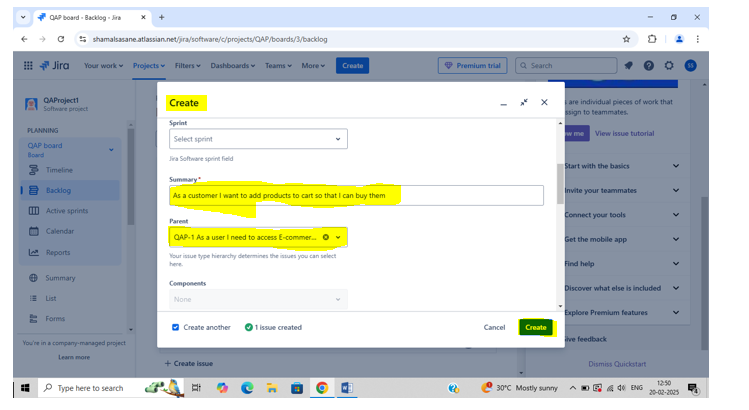 QAP board - Backlog - Jira
shamalsasane.atlassian.net/jira/software/c/projects/QAP/boards/3/backlog
Jira
Your work
Projects
Filters
Dashboards
Teams
More
Create
Premium trial
Search
SS
QAProject1
Software project
PLANNING
QAP board
Board
Timeline
Backlog
Active sprints
Calendar
Reports
Summary
List
Forms
You're in a company-managed project
Learn more
Create
Sprint
Select sprint
Jira Software sprint field
Summary*
As a customer I want to add products to cart so that I can buy them
Parent
QAP-1 As a user I need to access E-commer...
Your issue type hierarchy determines the issues you can select
here.
Components
None
Create another
1 issue created
Cancel
Create
+ Create issue
are individual pieces of work that
ssign to teammates.
ow me
View issue tutorial
Start with the basics
Invite your teammates
Connect your tools
Get the mobile app
Find help
Discover what else is included
Explore Premium features
Give feedback
Dismiss Quickstart
Type here to search
30°C Mostly sunny
ENG
12:50
20-02-2025